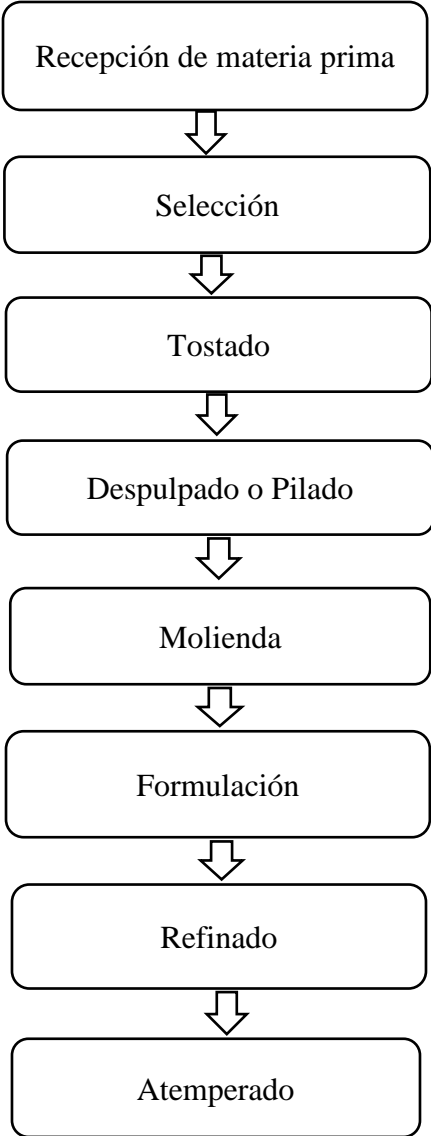 Recepción de materia prima
Selección
Tostado
Despulpado o Pilado
Molienda
Formulación
Refinado
Atemperado